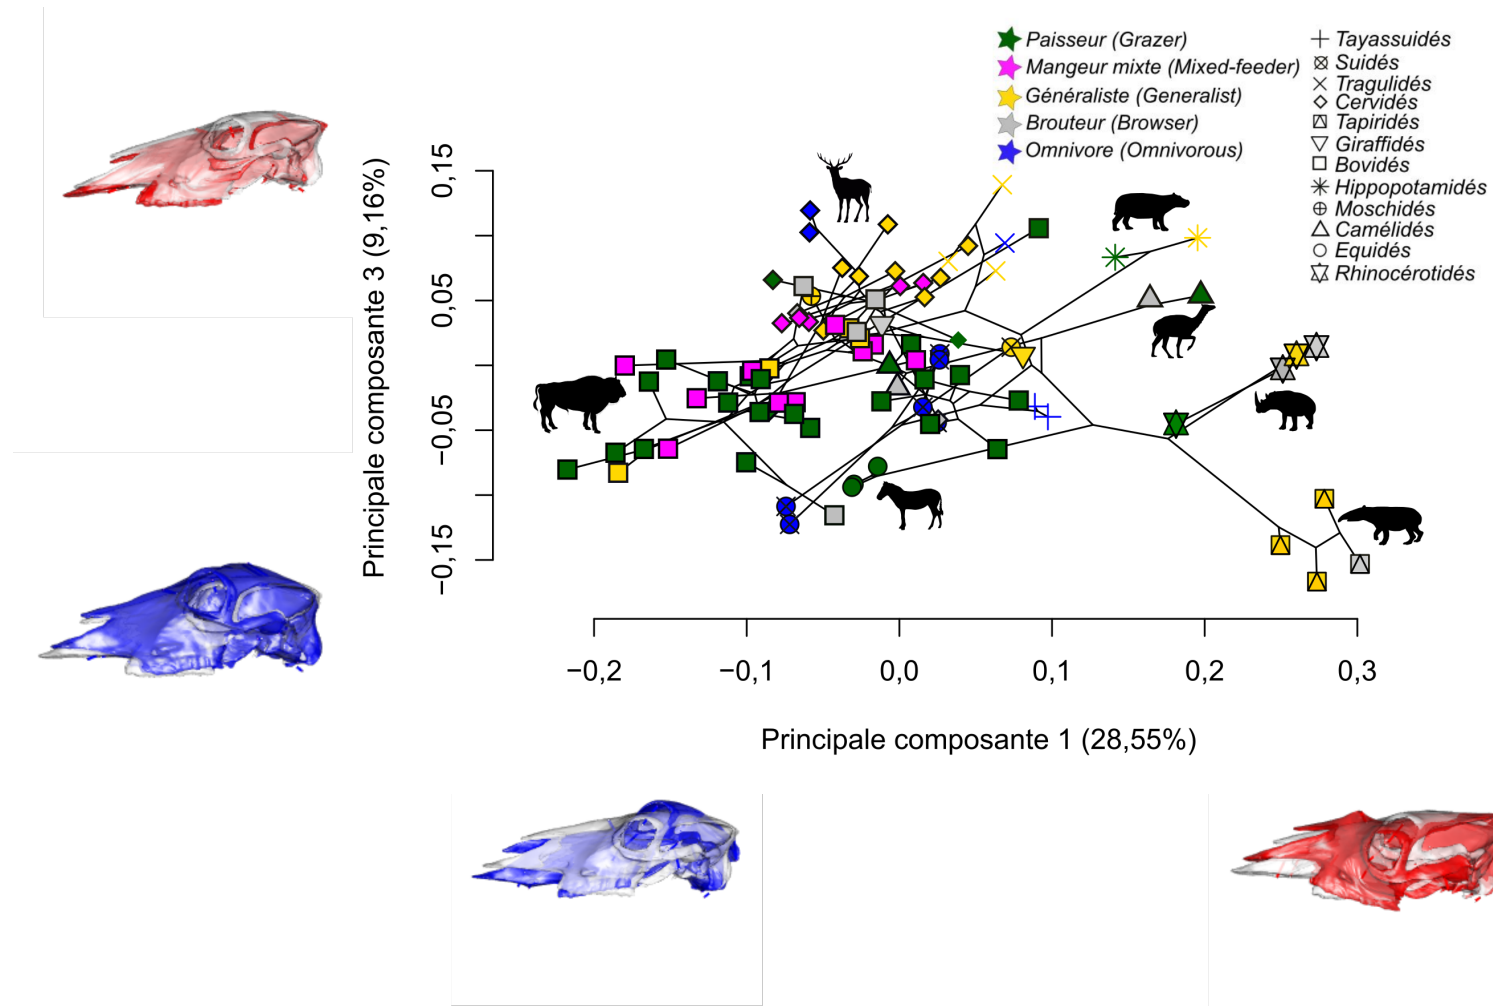 Paisseur (Grazer)
Mangeur mixte (Mixed-feeder)
Généraliste (Generalist)
Brouteur (Browser)
Omnivore (Omnivorous)
Tayassuidés
Suidés
Tragulidés
Cervidés
Tapiridés
Giraffidés
Bovidés
Hippopotamidés
Moschidés
Camélidés
Equidés
Rhinocérotidés
Principale composante 3 (9,16%)
0,15
0,05
−0,05
−0,15
−0,2
−0,1
0,0
0,1
0,2
0,3
Principale composante 1 (28,55%)